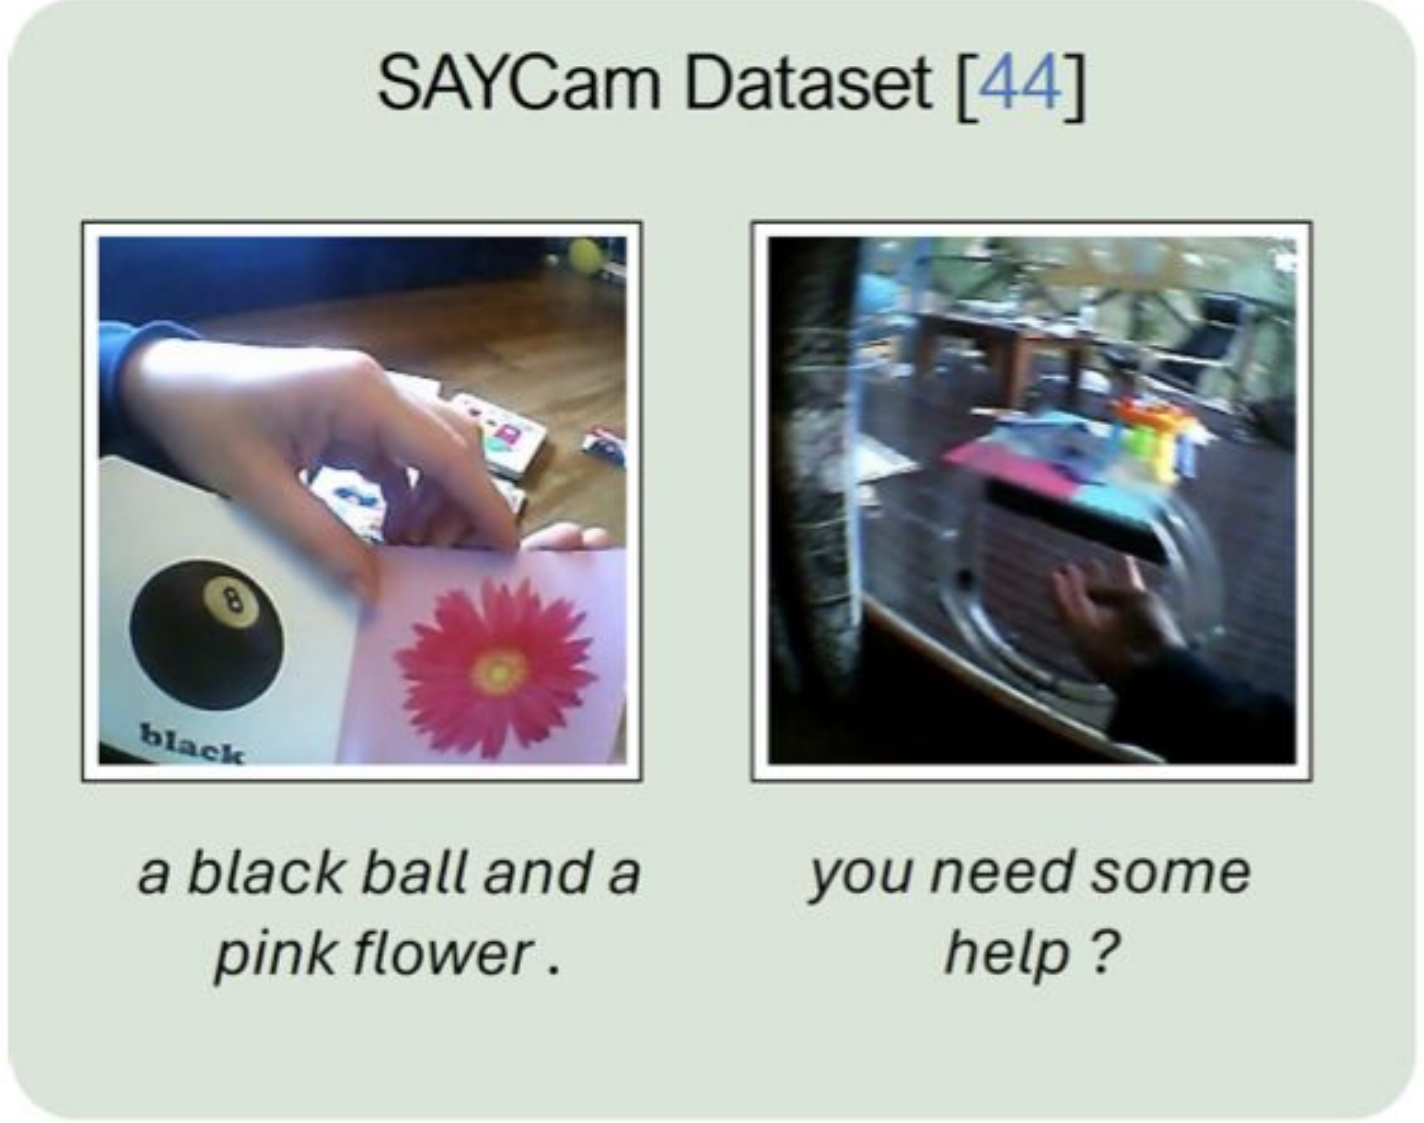 SAYCam Dataset [44]
8
black
a black ball and a
pink flower .
you need some
help ?